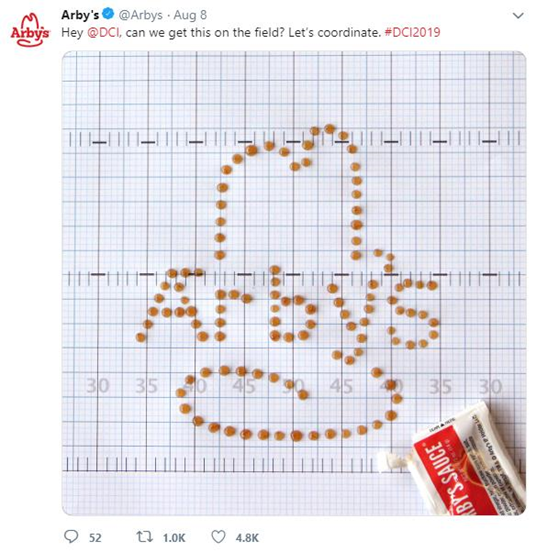 Arby's @Arbys · Aug 8
Arby's
Hey @DCI, can we get this on the field? Let's coordinate. #DCI2019
Arby's
30 35 40 45 50 45 40 35 30
ARBY'S SAUCE
52 1.0K 4.8K